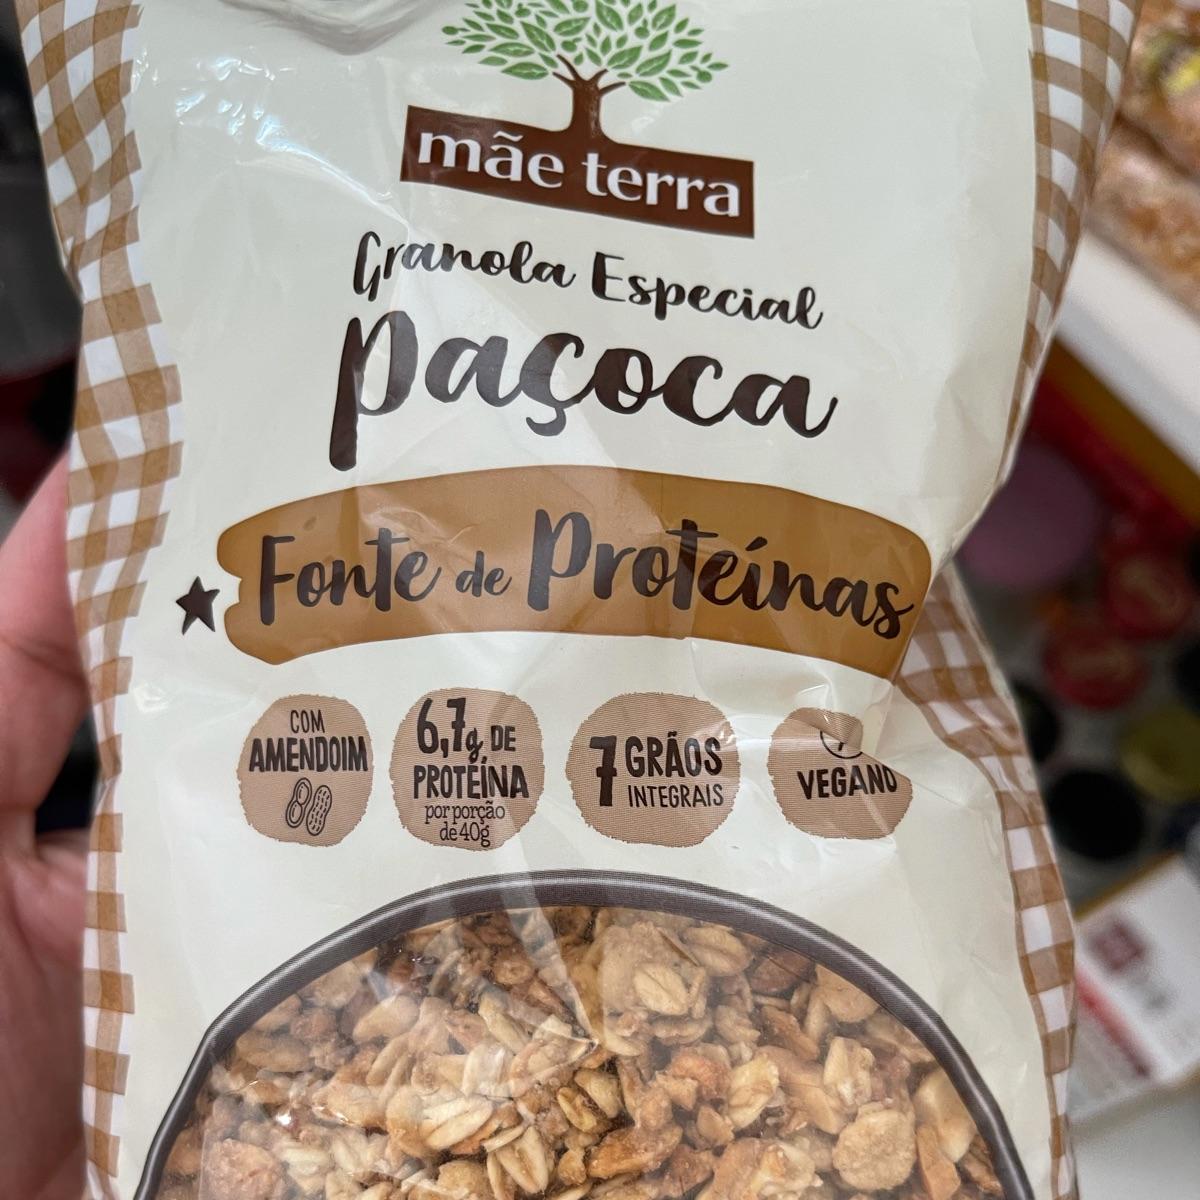 mãe terra
Granola Especial
Paçoca
Fonte de Proteínas
COM
AMENDOIM
6,7g DE
PROTEÍNA
por porção
de 40g
7 GRÃOS
INTEGRAIS
VEGANO